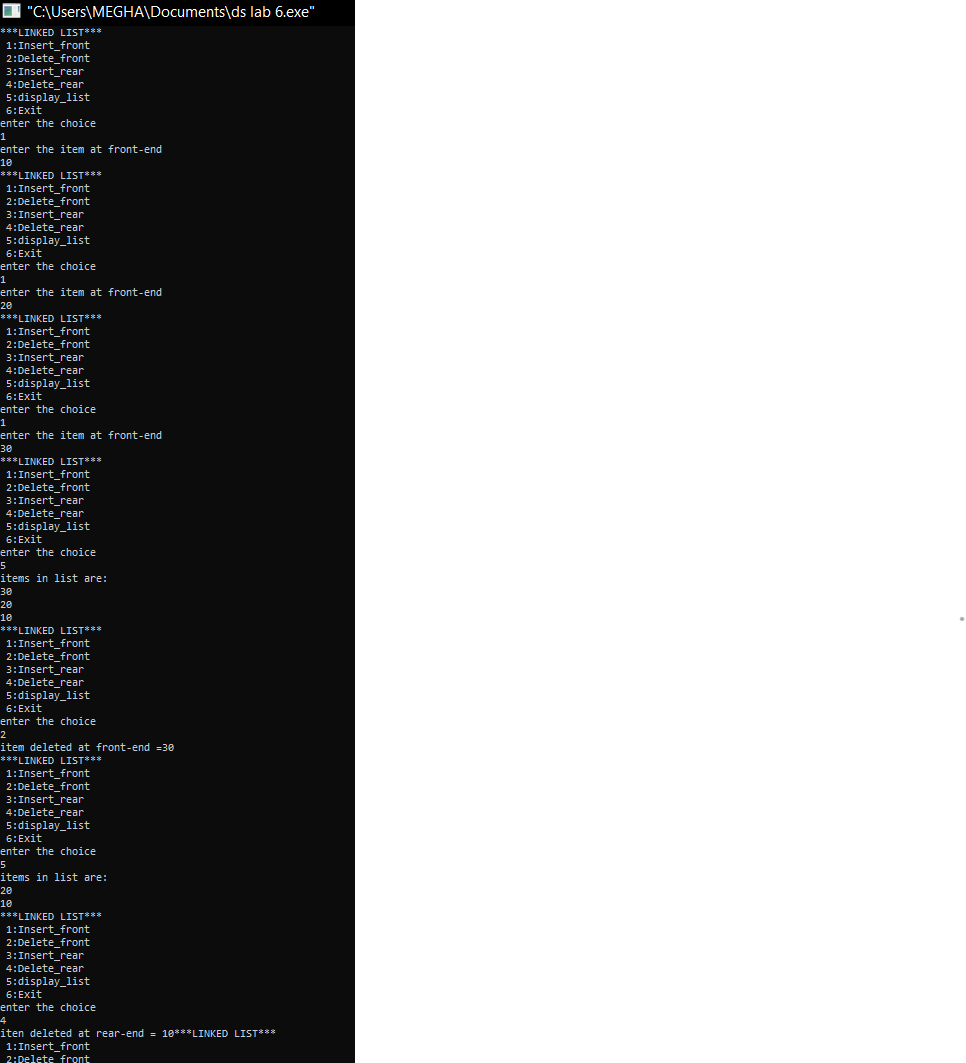 "C:\Users\MEGHA\Documents\ds lab 6.exe"
***LINKED LIST***
1:Insert_front
2:Delete_front
3:Insert_rear
4:Delete_rear
5:display_list
6:Exit
enter the choice
1
enter the item at front-end
10
***LINKED LIST***
1:Insert_front
2:Delete_front
3:Insert_rear
4:Delete_rear
5:display_list
6:Exit
enter the choice
1
enter the item at front-end
20
***LINKED LIST***
1:Insert_front
2:Delete_front
3:Insert_rear
4:Delete_rear
5:display_list
6:Exit
enter the choice
1
enter the item at front-end
30
***LINKED LIST***
1:Insert_front
2:Delete_front
3:Insert_rear
4:Delete_rear
5:display_list
6:Exit
enter the choice
5
items in list are:
30
20
10
***LINKED LIST***
1:Insert_front
2:Delete_front
3:Insert_rear
4:Delete_rear
5:display_list
6:Exit
enter the choice
2
item deleted at front-end =30
***LINKED LIST***
1:Insert_front
2:Delete_front
3:Insert_rear
4:Delete_rear
5:display_list
6:Exit
enter the choice
5
items in list are:
20
10
***LINKED LIST***
1:Insert_front
2:Delete_front
3:Insert_rear
4:Delete_rear
5:display_list
6:Exit
enter the choice
4
iten deleted at rear-end = 10***LINKED LIST***
1:Insert_front
2:Delete_front